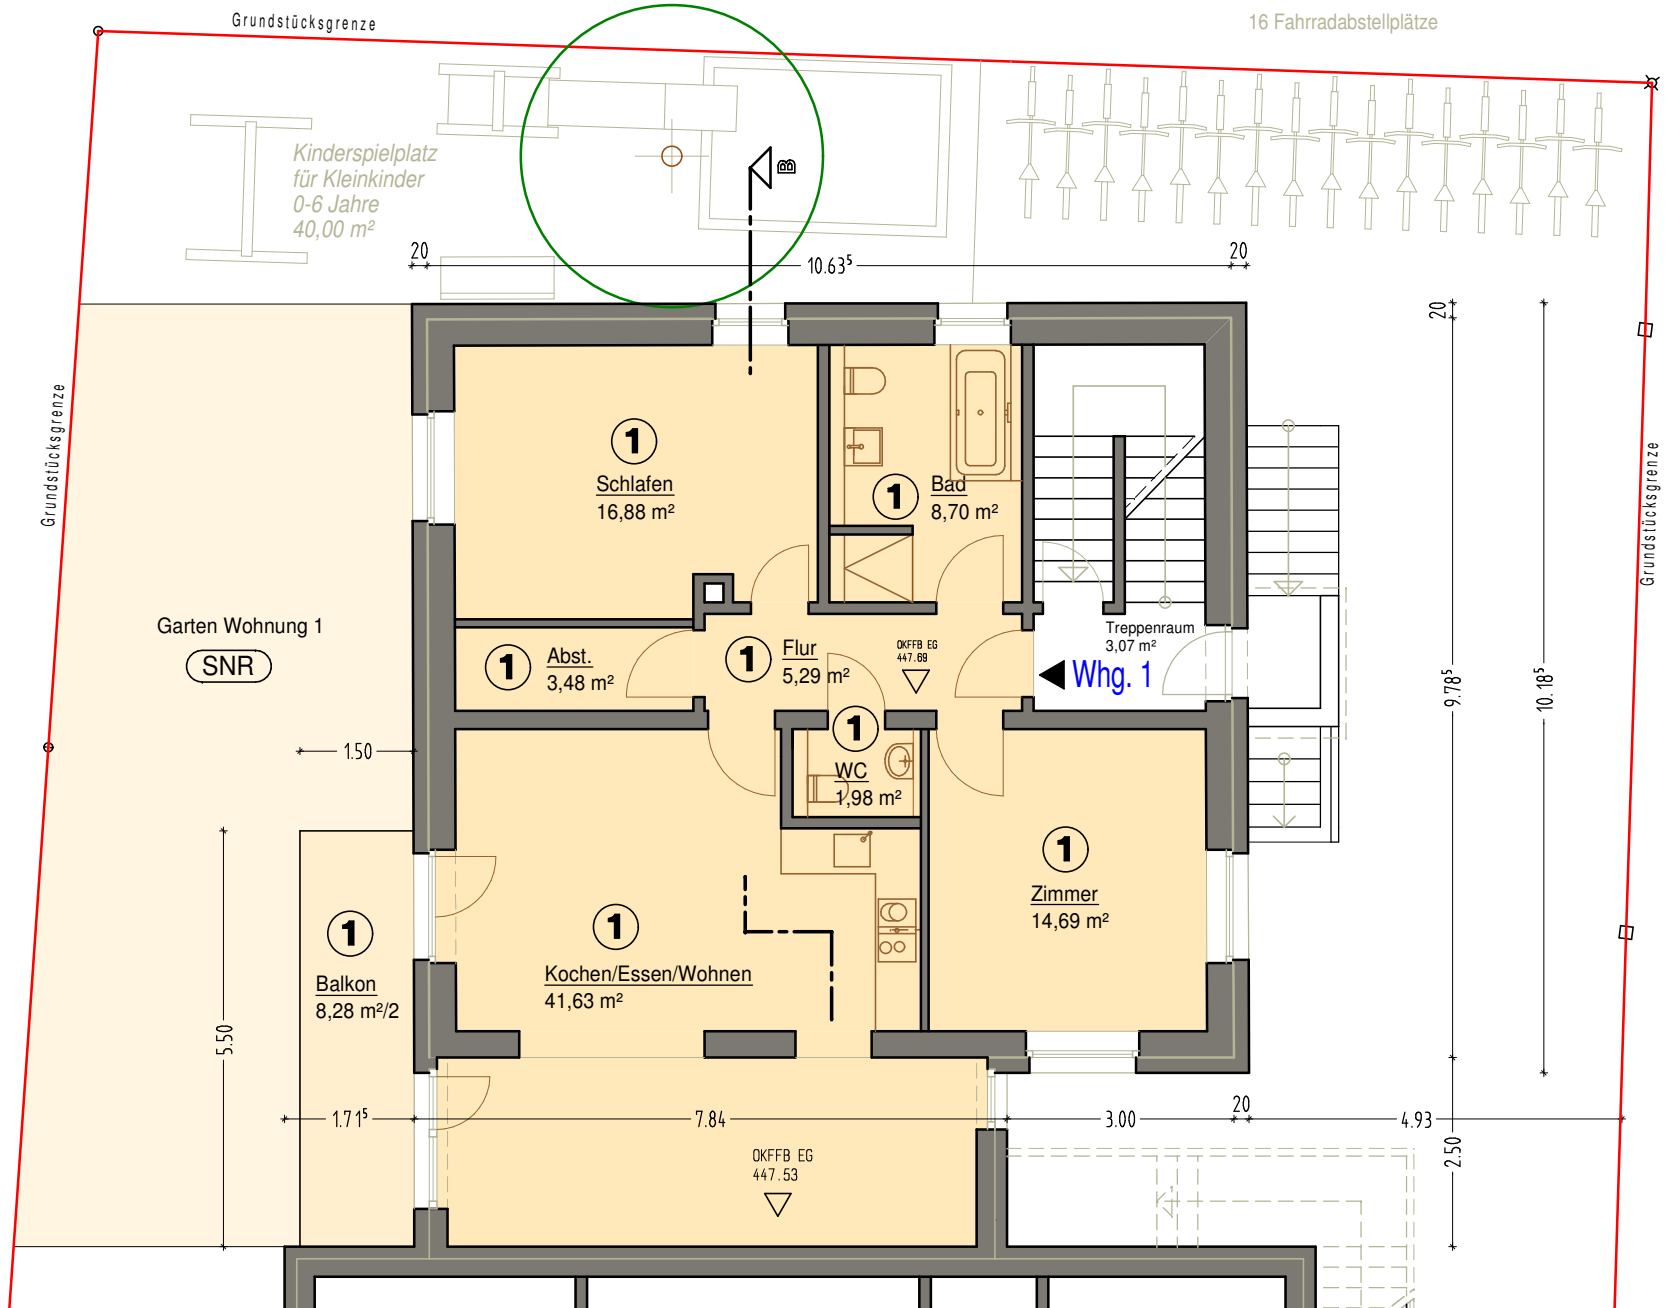 Grundstücksgrenze
16 Fahrradabstellplätze
Kinderspielplatz
für Kleinkinder
0-6 Jahre
40,00 m²
B
20
10.63⁵
20
20
Grundstücksgrenze
Grundstücksgrenze
1
Schlafen
16,88 m²
1
Bad
8,70 m²
Garten Wohnung 1
SNR
1
Abst.
3,48 m²
1
Flur
5,29 m²
OKFFB EG
447.69
Treppenraum
3,07 m²
Whg. 1
9.78⁵
10.18⁵
1.50
1
WC
1,98 m²
1
Zimmer
14,69 m²
1
Balkon
8,28 m²/2
1
Kochen/Essen/Wohnen
41,63 m²
5.50
1.71⁵
7.84
3.00
20
4.93
2.50
OKFFB EG
447.53